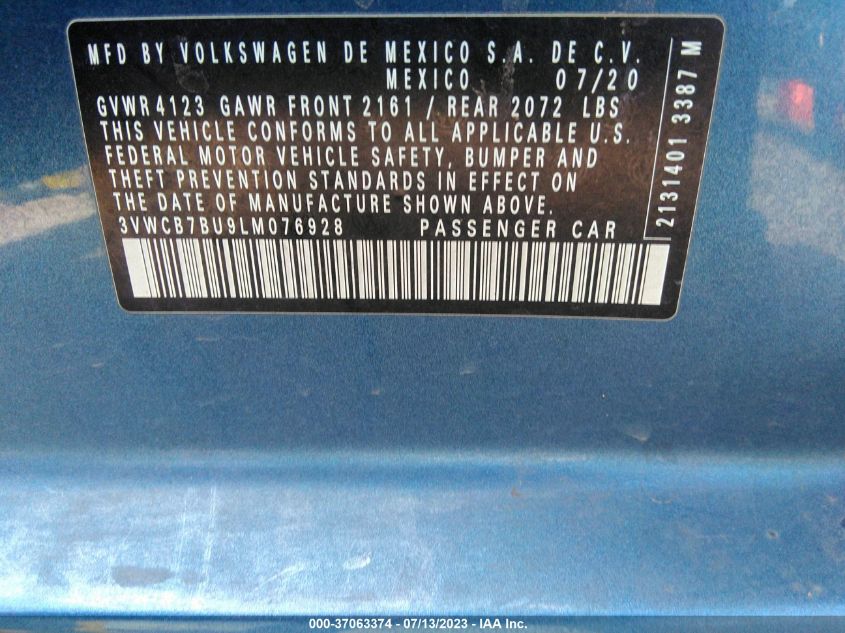 MFD BY VOLKSWAGEN DE MEXICO S.A. DE C.V.
MEXICO 07/20
GVWR 4123 GAWR FRONT 2161 / REAR 2072 LBS
THIS VEHICLE CONFORMS TO ALL APPLICABLE U.S.
FEDERAL MOTOR VEHICLE SAFETY, BUMPER AND
THEFT PREVENTION STANDARDS IN EFFECT ON
THE DATE OF MANUFACTURE SHOWN ABOVE.
3VWCB7BU9LM076928 PASSENGER CAR
2131401 3387 M
000-37063374 - 07/13/2023 - IAA Inc.